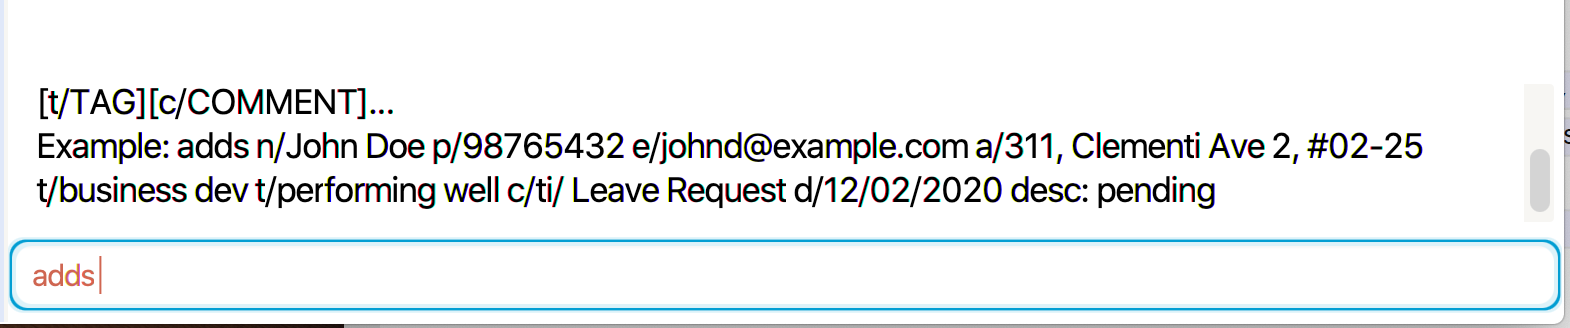 [t/TAG][c/COMMENT]...
Example: adds n/John Doe p/98765432 e/johnd@example.com a/311, Clementi Ave 2, #02-25
t/business dev t/performing well c/ti/ Leave Request d/12/02/2020 desc: pending
adds